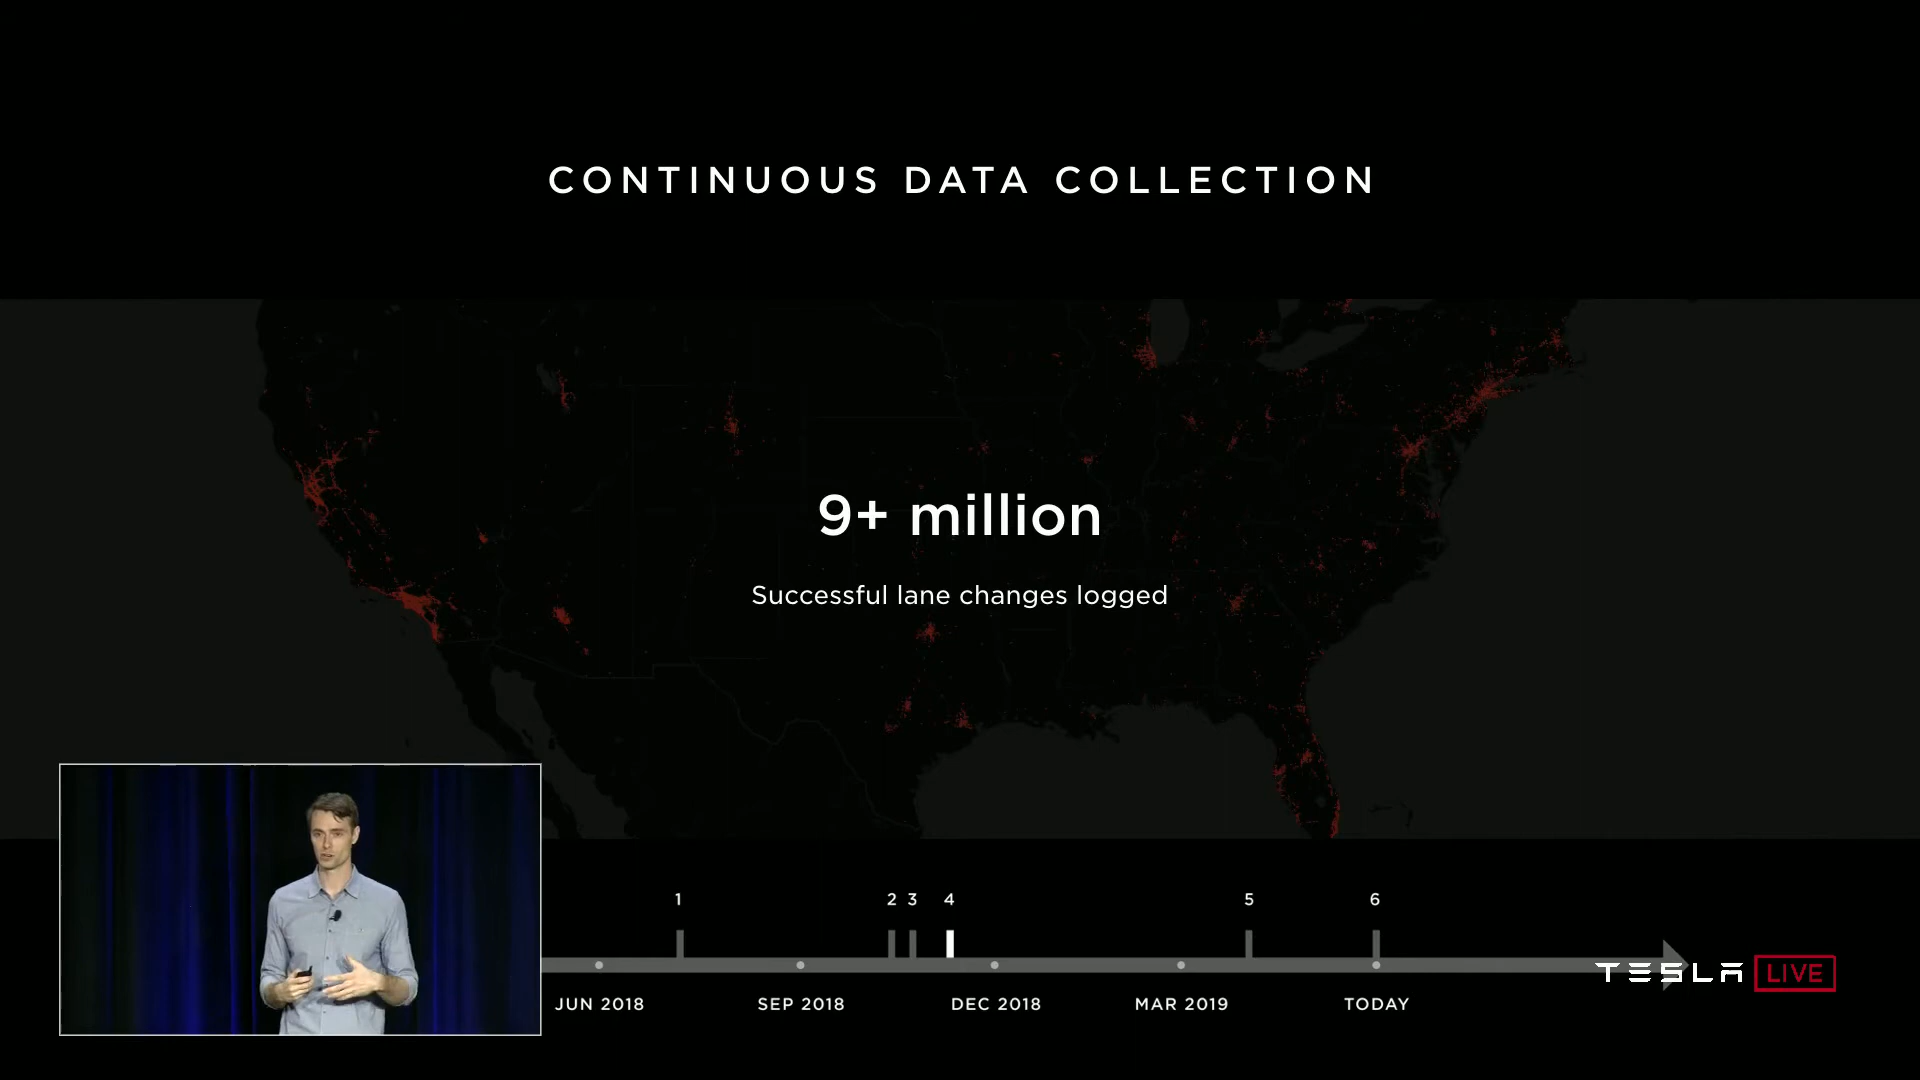 CONTINUOUS DATA COLLECTION
9+ million
Successful lane changes logged
1 2 3 4 5 6
TESLA LIVE
JUN 2018 SEP 2018 DEC 2018 MAR 2019 TODAY